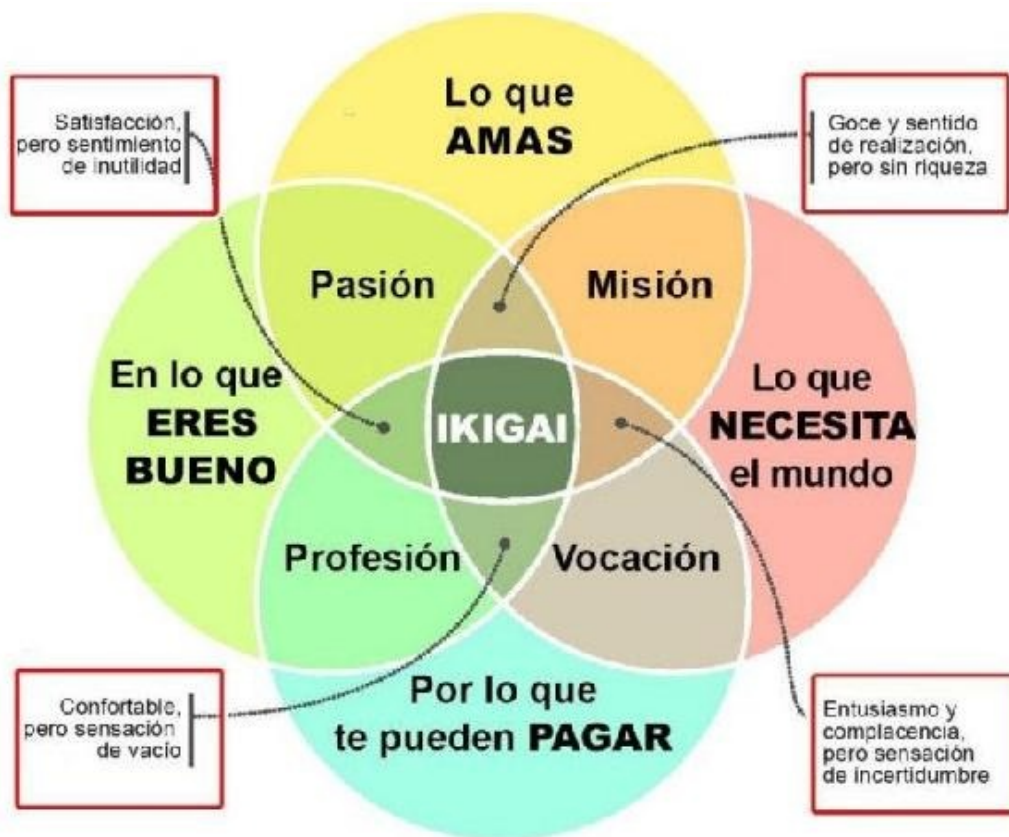 Lo que
AMAS
Satisfacción,
pero sentimiento
de inutilidad
Goce y sentido
de realización,
pero sin riqueza
Pasión
Misión
En lo que
ERES
BUENO
IKIGAI
Lo que
NECESITA
el mundo
Profesión
Vocación
Por lo que
te pueden PAGAR
Confortable,
pero sensación
de vacío
Entusiasmo y
complacencia,
pero sensación
de incertidumbre